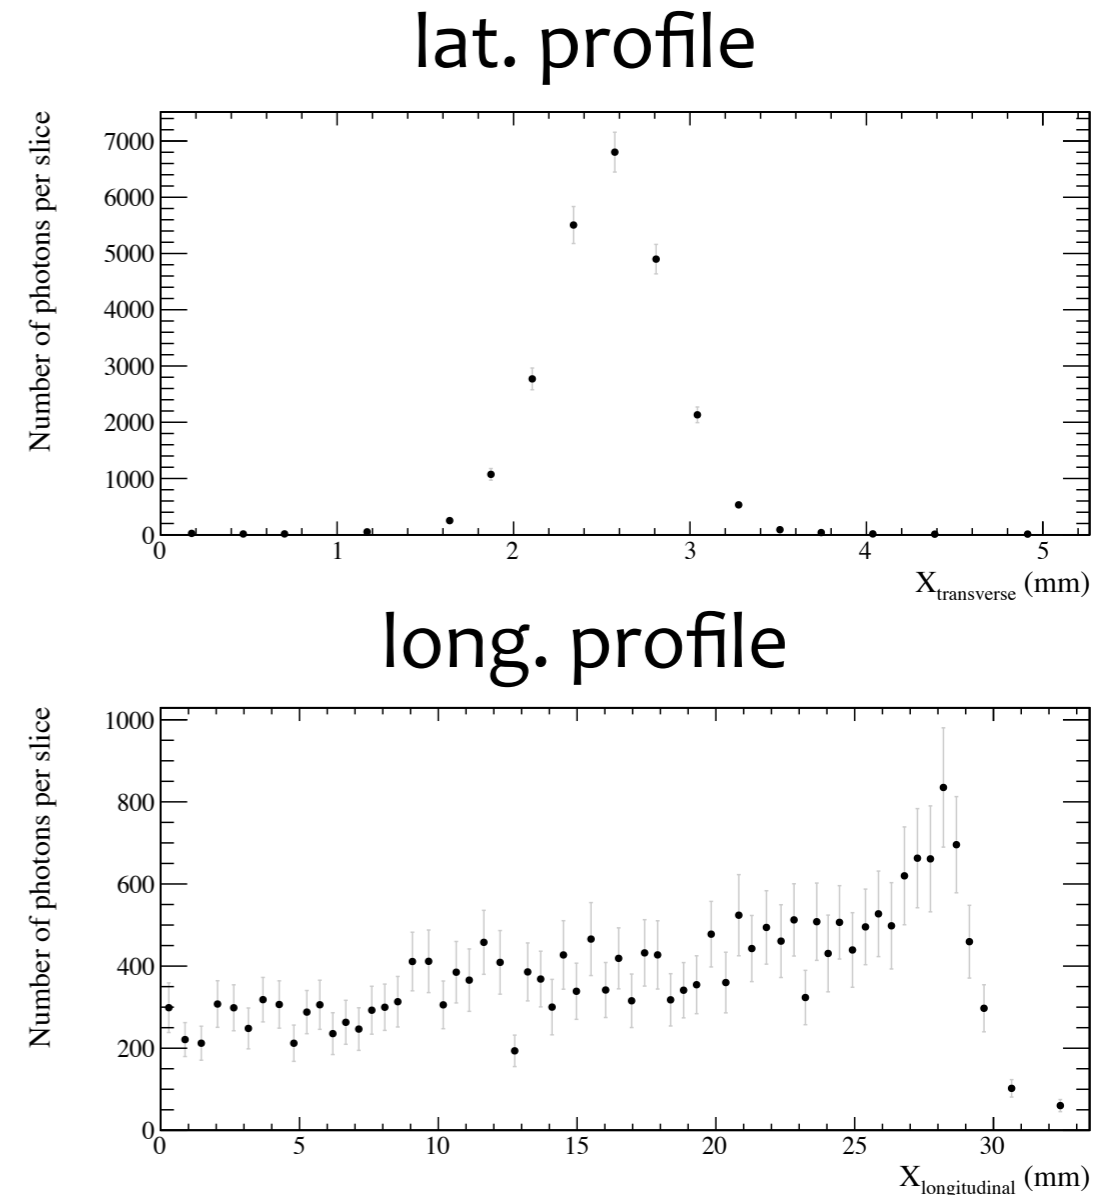 lat. profile
Number of photons per slice
7000
6000
5000
4000
3000
2000
1000
0
0 1 2 3 4 5
X_transverse (mm)
long. profile
Number of photons per slice
1000
800
600
400
200
0
0 5 10 15 20 25 30
X_longitudinal (mm)